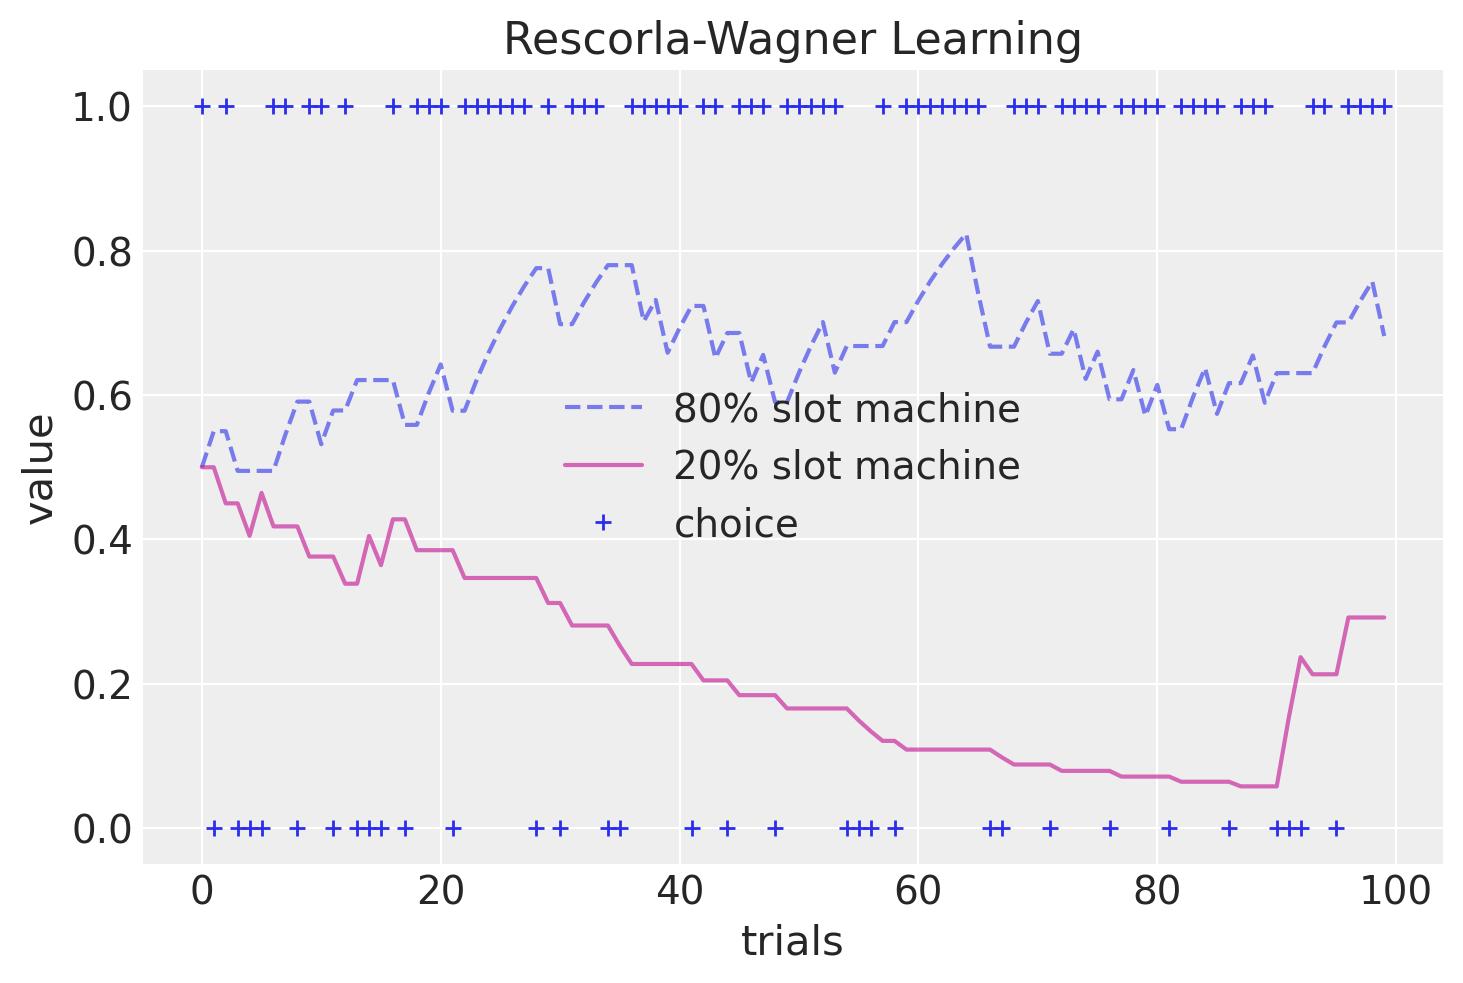 Rescorla-Wagner Learning
1.0
0.8
0.6
0.4
0.2
0.0
value
80% slot machine
20% slot machine
choice
0 20 40 60 80 100
trials